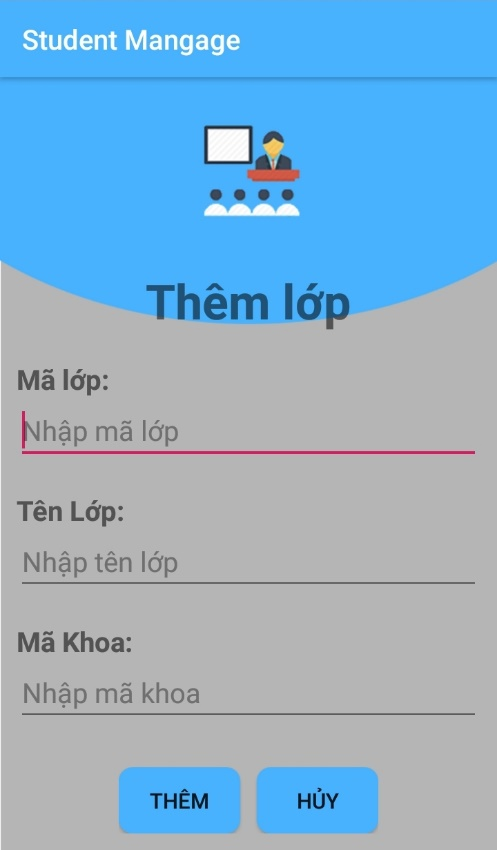 Student Mangage
Thêm lớp
Mã lớp:
Nhập mã lớp
Tên Lớp:
Nhập tên lớp
Mã Khoa:
Nhập mã khoa
THÊM HỦY